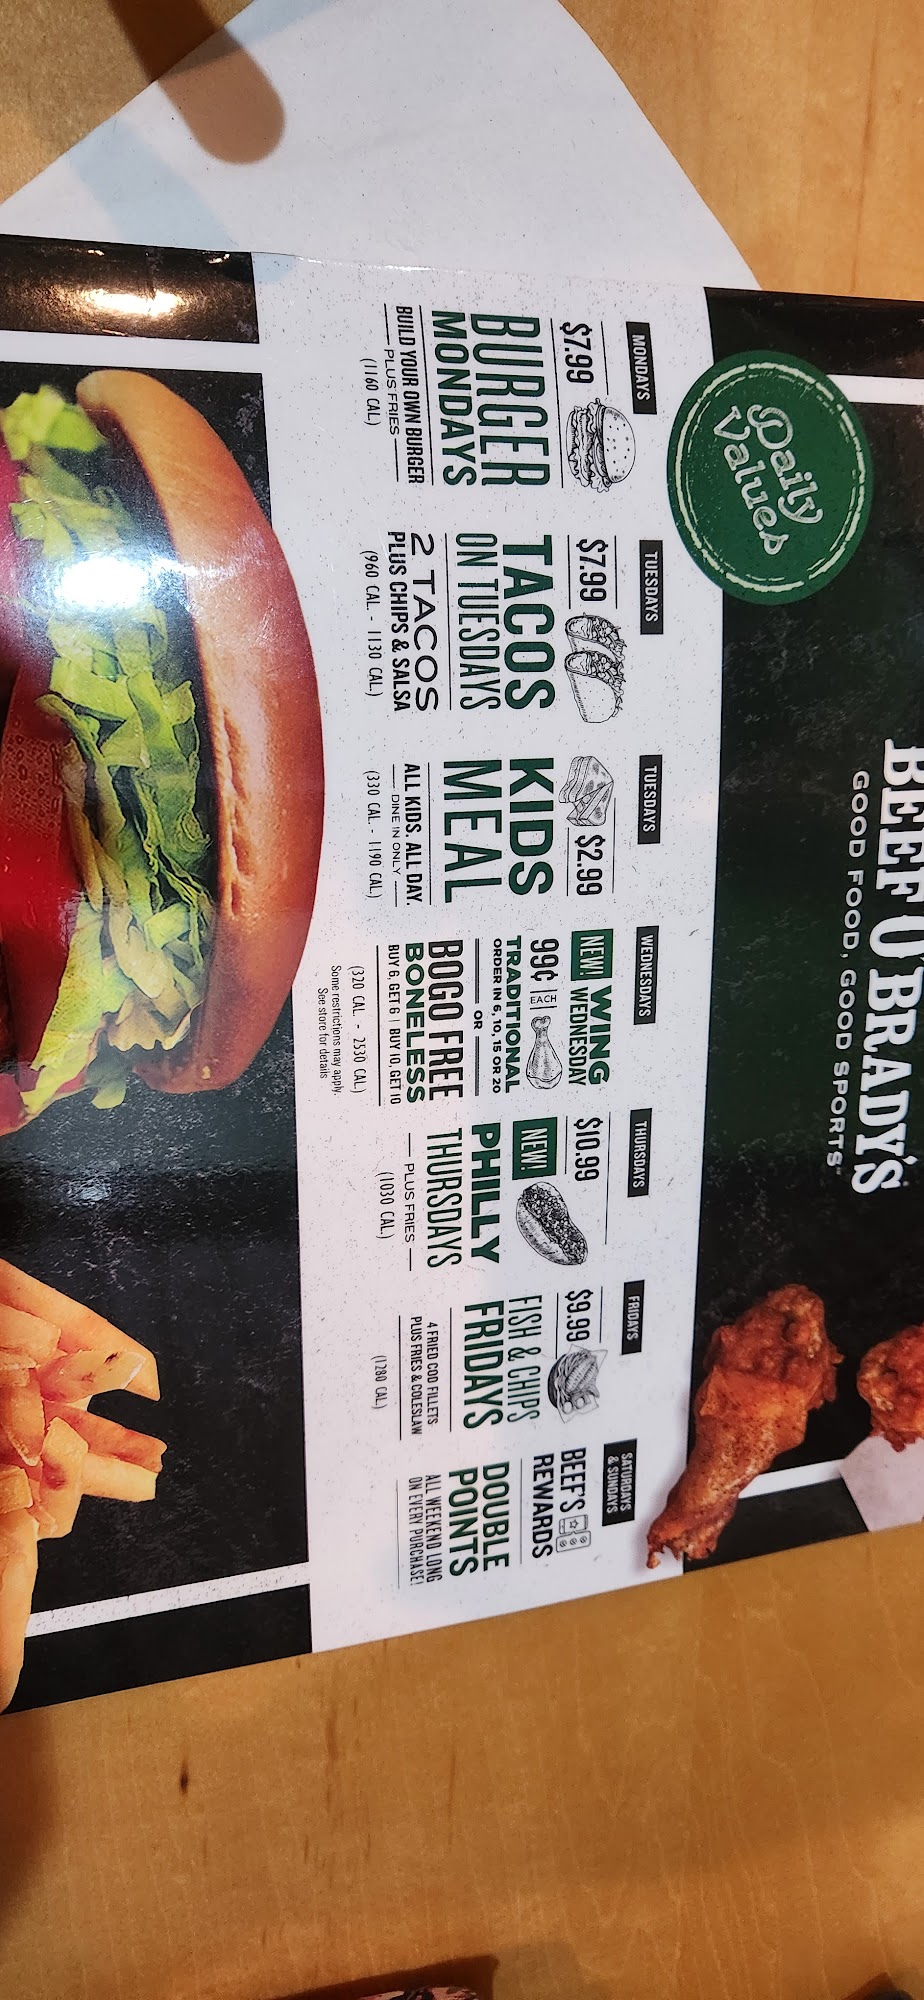 BEEF O'BRADY'S
GOOD FOOD, GOOD SPORTS™
Daily
Values
MONDAYS
$7.99
BURGER
MONDAYS
BUILD YOUR OWN BURGER
PLUS FRIES
(1160 CAL.)
TUESDAYS
$7.99
TACOS
ON TUESDAYS
2 TACOS
PLUS CHIPS & SALSA
(960 CAL. - 1130 CAL.)
TUESDAYS
$2.99
KIDS
MEAL
ALL KIDS. ALL DAY.
DINE IN ONLY
(330 CAL. - 1190 CAL.)
WEDNESDAYS
NEW! WING
WEDNESDAY
99¢ EACH
TRADITIONAL
ORDER IN 6, 10, 15 OR 20
OR
BOGO FREE
BONELESS
BUY 6, GET 6 | BUY 10, GET 10
(320 CAL. - 2530 CAL.)
Some restrictions may apply.
See store for details
THURSDAYS
$10.99
NEW!
PHILLY
THURSDAYS
PLUS FRIES
(1030 CAL.)
FRIDAYS
$9.99
FISH & CHIPS
FRIDAYS
4 FRIED COD FILLETS
PLUS FRIES & COLESLAW
(1280 CAL.)
SATURDAYS
& SUNDAYS
BEEF'S
REWARDS
DOUBLE
POINTS
ALL WEEKEND LONG
ON EVERY PURCHASE!